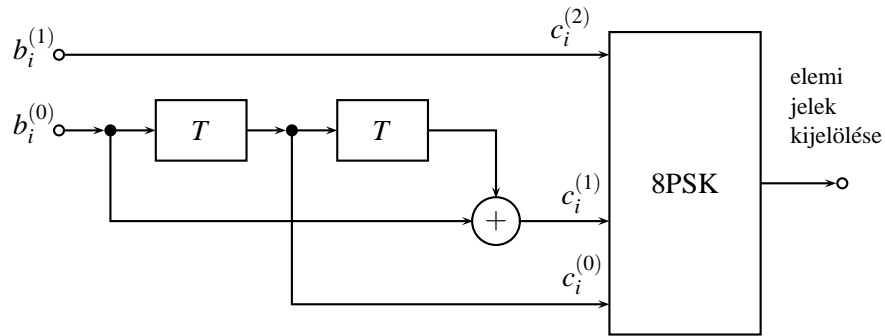 b_i^{(1)}
c_i^{(2)}
b_i^{(0)}
T
T
+
c_i^{(1)}
c_i^{(0)}
8PSK
elemi
jelek
kijelölése